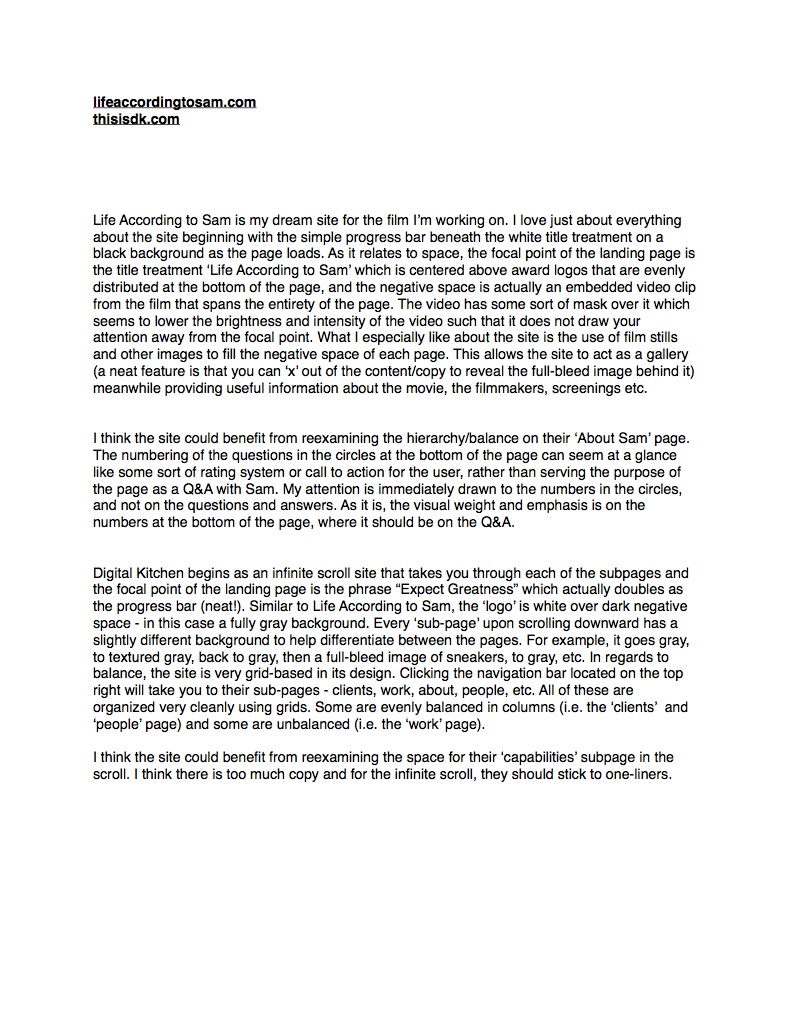 lifeaccordingtosam.com
thisisdk.com
Life According to Sam is my dream site for the film I’m working on. I love just about everything
about the site beginning with the simple progress bar beneath the white title treatment on a
black background as the page loads. As it relates to space, the focal point of the landing page is
the title treatment ‘Life According to Sam’ which is centered above award logos that are evenly
distributed at the bottom of the page, and the negative space is actually an embedded video clip
from the film that spans the entirety of the page. The video has some sort of mask over it which
seems to lower the brightness and intensity of the video such that it does not draw your
attention away from the focal point. What I especially like about the site is the use of film stills
and other images to fill the negative space of each page. This allows the site to act as a gallery
(a neat feature is that you can ‘x’ out of the content/copy to reveal the full-bleed image behind it)
meanwhile providing useful information about the movie, the filmmakers, screenings etc.
I think the site could benefit from reexamining the hierarchy/balance on their ‘About Sam’ page.
The numbering of the questions in the circles at the bottom of the page can seem at a glance
like some sort of rating system or call to action for the user, rather than serving the purpose of
the page as a Q&A with Sam. My attention is immediately drawn to the numbers in the circles,
and not on the questions and answers. As it is, the visual weight and emphasis is on the
numbers at the bottom of the page, where it should be on the Q&A.
Digital Kitchen begins as an infinite scroll site that takes you through each of the subpages and
the focal point of the landing page is the phrase “Expect Greatness” which actually doubles as
the progress bar (neat!). Similar to Life According to Sam, the ‘logo’ is white over dark negative
space - in this case a fully gray background. Every ‘sub-page’ upon scrolling downward has a
slightly different background to help differentiate between the pages. For example, it goes gray,
to textured gray, back to gray, then a full-bleed image of sneakers, to gray, etc. In regards to
balance, the site is very grid-based in its design. Clicking the navigation bar located on the top
right will take you to their sub-pages - clients, work, about, people, etc. All of these are
organized very cleanly using grids. Some are evenly balanced in columns (i.e. the ‘clients’ and
‘people’ page) and some are unbalanced (i.e. the ‘work’ page).
I think the site could benefit from reexamining the space for their ‘capabilities’ subpage in the
scroll. I think there is too much copy and for the infinite scroll, they should stick to one-liners.